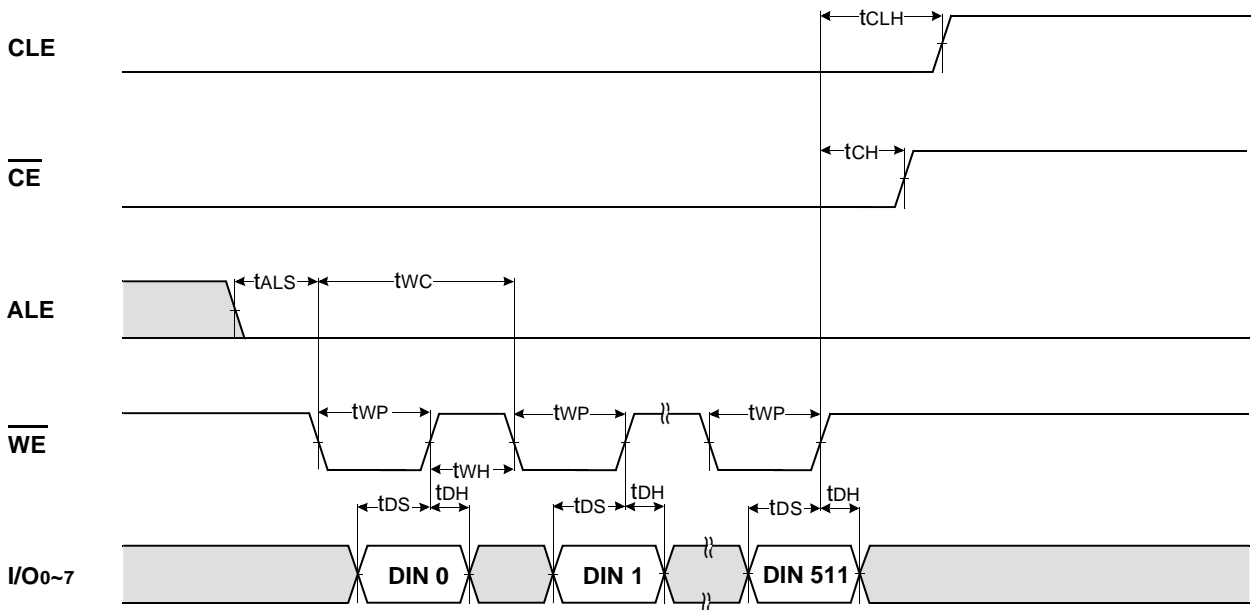 tCLH
CLE
tCH
CE
tALS
tWC
ALE
tWP
tWP
tWP
WE
tWH
tDS
tDH
tDS
tDH
tDS
tDH
I/O0~7
DIN 0
DIN 1
DIN 511